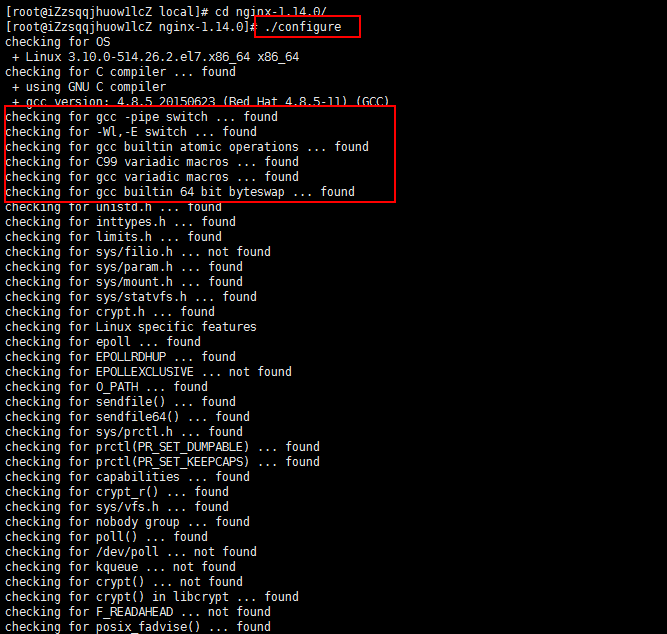 [root@iZzsqqjhuow1lcZ local]# cd nginx-1.14.0/
[root@iZzsqqjhuow1lcZ nginx-1.14.0]# ./configure
checking for OS
 + Linux 3.10.0-514.26.2.el7.x86_64 x86_64
checking for C compiler ... found
 + using GNU C compiler
 + gcc version: 4.8.5 20150623 (Red Hat 4.8.5-11) (GCC)
checking for gcc -pipe switch ... found
checking for -Wl,-E switch ... found
checking for gcc builtin atomic operations ... found
checking for C99 variadic macros ... found
checking for gcc variadic macros ... found
checking for gcc builtin 64 bit byteswap ... found
checking for unistd.h ... found
checking for inttypes.h ... found
checking for limits.h ... found
checking for sys/filio.h ... not found
checking for sys/param.h ... found
checking for sys/mount.h ... found
checking for sys/statvfs.h ... found
checking for crypt.h ... found
checking for Linux specific features
checking for epoll ... found
checking for EPOLLRDHUP ... found
checking for EPOLLEXCLUSIVE ... not found
checking for O_PATH ... found
checking for sendfile() ... found
checking for sendfile64() ... found
checking for sys/prctl.h ... found
checking for prctl(PR_SET_DUMPABLE) ... found
checking for prctl(PR_SET_KEEPCAPS) ... found
checking for capabilities ... found
checking for crypt_r() ... found
checking for sys/vfs.h ... found
checking for nobody group ... found
checking for poll() ... found
checking for /dev/poll ... not found
checking for kqueue ... not found
checking for crypt() ... not found
checking for crypt() in libcrypt ... found
checking for F_READAHEAD ... not found
checking for posix_fadvise() ... found